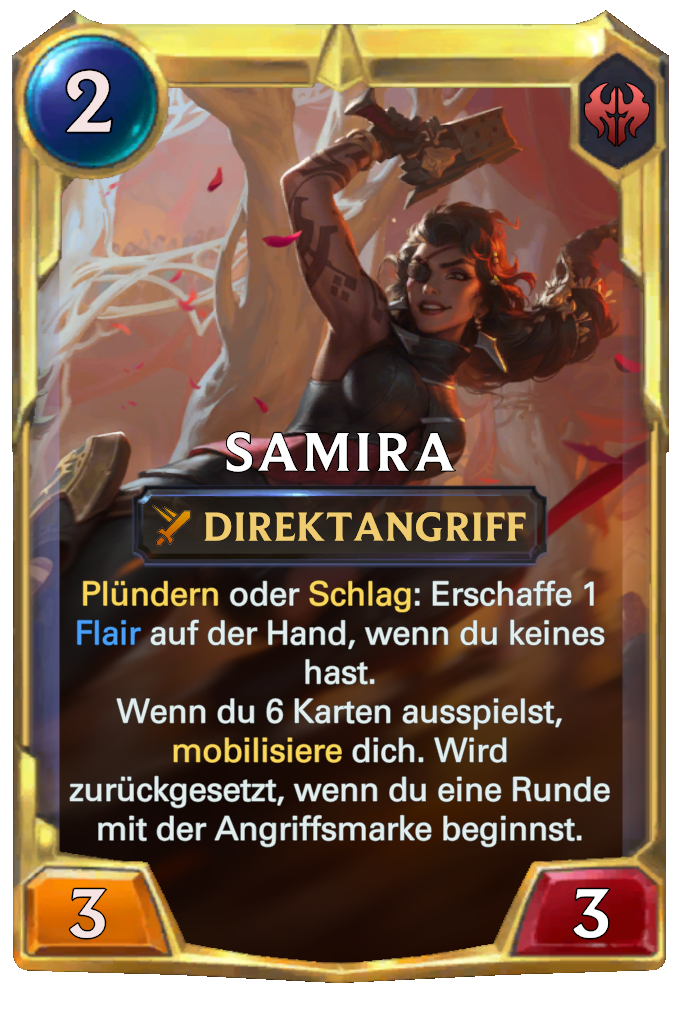 2
SAMIRA
DIREKTANGRIFF
Plündern oder Schlag: Erschaffe 1
Flair auf der Hand, wenn du keines
hast.
Wenn du 6 Karten ausspielst,
mobilisiere dich. Wird
zurückgesetzt, wenn du eine Runde
mit der Angriffsmarke beginnst.
3 3